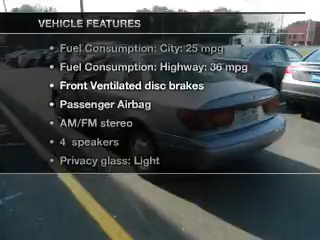 VEHICLE FEATURES
Fuel Consumption: City: 25 mpg
Fuel Consumption: Highway: 36 mpg
Front Ventilated disc brakes
Passenger Airbag
AM/FM stereo
4 speakers
Privacy glass: Light